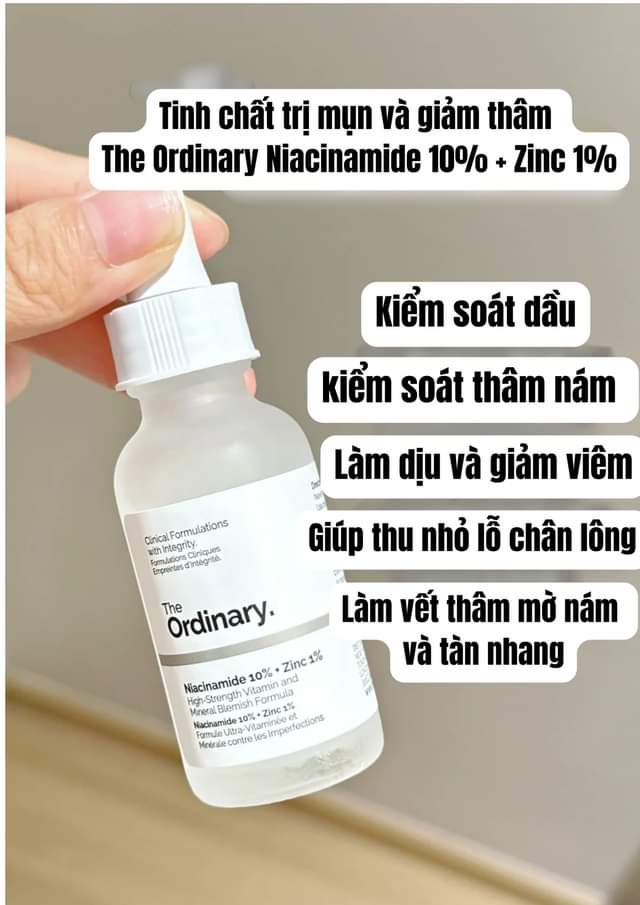 Tinh chất trị mụn và giảm thâm
The Ordinary Niacinamide 10% + Zinc 1%
Kiểm soát dầu
kiểm soát thâm nám
Làm dịu và giảm viêm
Giúp thu nhỏ lỗ chân lông
Làm vết thâm mờ nám
và tàn nhang
Clinical Formulations
with Integrity.
Formulations Cliniques
Empreintes d'intégrité.
The
Ordinary.
Niacinamide 10% + Zinc 1%
High-Strength Vitamin and
Mineral Blemish Formula
Niacinamide 10% + Zinc 1%
Formule Ultra-Vitaminée et
Minérale contre les Imperfections